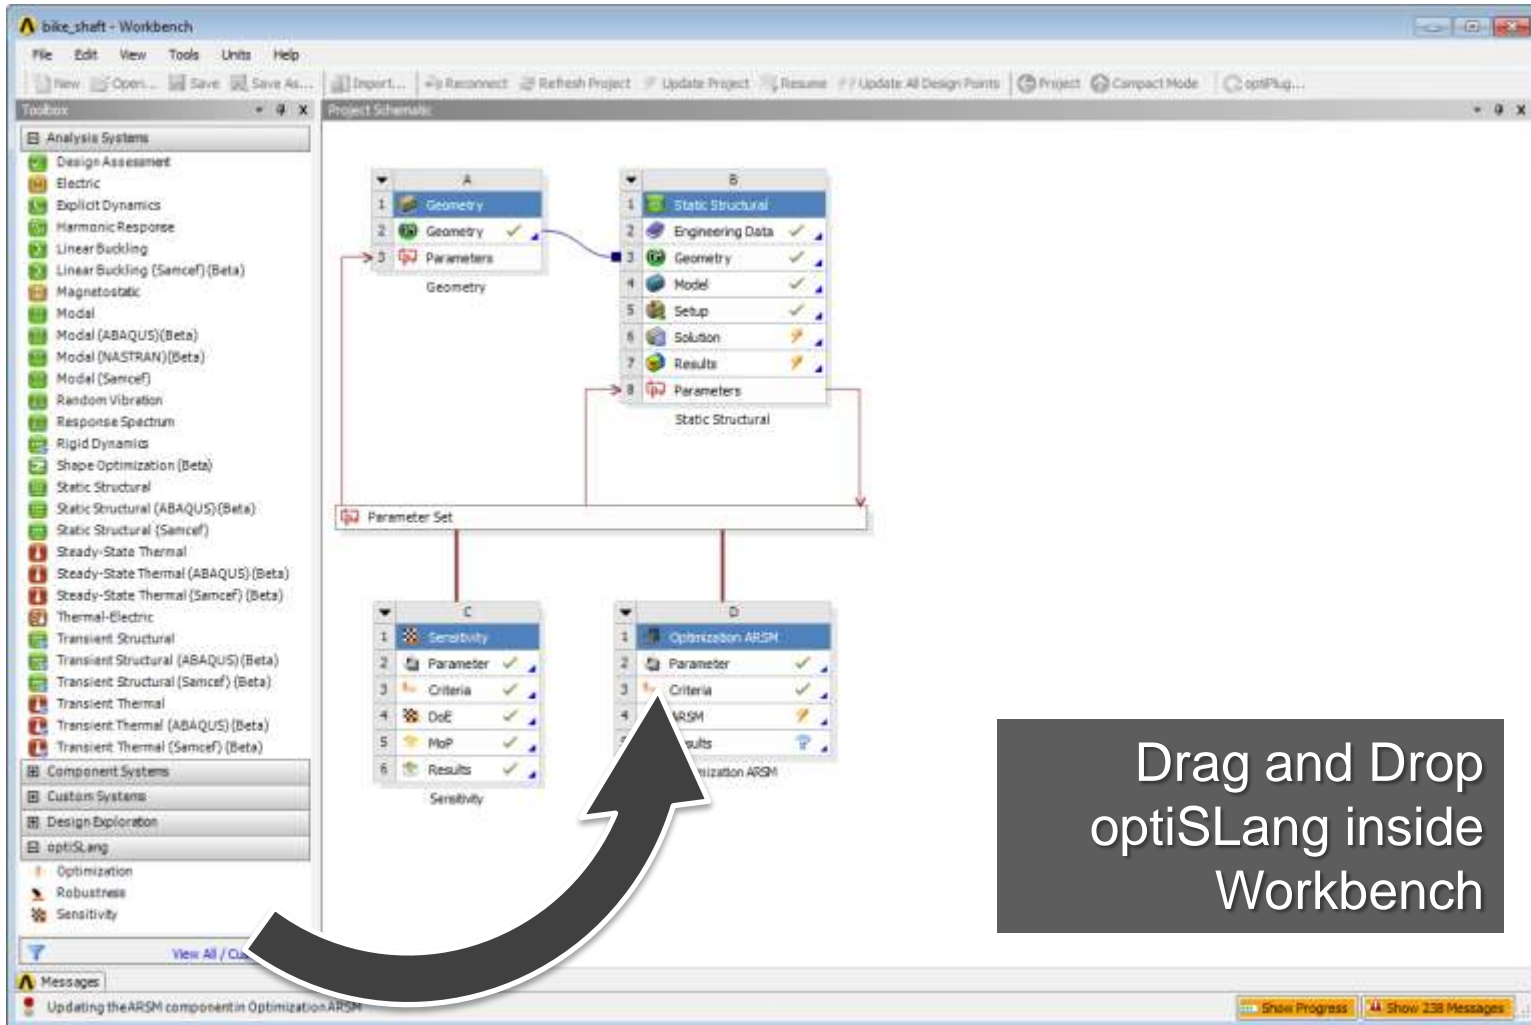 bike_shaft - Workbench
File Edit View Tools Units Help
New Open... Save Save As... Import... Reconnect Refresh Project Update Project Resume Update All Design Points Project Compact Mode optiPlug...
Toolbox
Project Schematic
Analysis Systems
Design Assessment
Electric
Explicit Dynamics
Harmonic Response
Linear Buckling
Linear Buckling (Samcef) (Beta)
Magnetostatic
Modal
Modal (ABAQUS)(Beta)
Modal (NASTRAN)(Beta)
Modal (Samcef)
Random Vibration
Response Spectrum
Rigid Dynamics
Shape Optimization (Beta)
Static Structural
Static Structural (ABAQUS)(Beta)
Static Structural (Samcef)
Steady-State Thermal
Steady-State Thermal (ABAQUS) (Beta)
Steady-State Thermal (Samcef) (Beta)
Thermal-Electric
Transient Structural
Transient Structural (ABAQUS) (Beta)
Transient Structural (Samcef) (Beta)
Transient Thermal
Transient Thermal (ABAQUS) (Beta)
Transient Thermal (Samcef) (Beta)
Component Systems
Custom Systems
Design Exploration
optiSLang
Optimization
Robustness
Sensitivity
View All /
A
1 Geometry
2 Geometry
3 Parameters
Geometry
B
1 Static Structural
2 Engineering Data
3 Geometry
4 Model
5 Setup
6 Solution
7 Results
8 Parameters
Static Structural
Parameter Set
C
1 Sensitivity
2 Parameter
3 Criteria
4 DoE
5 MoP
6 Results
Sensitivity
D
1 Optimization ARSM
2 Parameter
3 Criteria
4 ARSM
ARSM
Drag and Drop
optiSLang inside
Workbench
Messages
Updating the ARSM component in Optimization ARSM
Show Progress Show 238 Messages